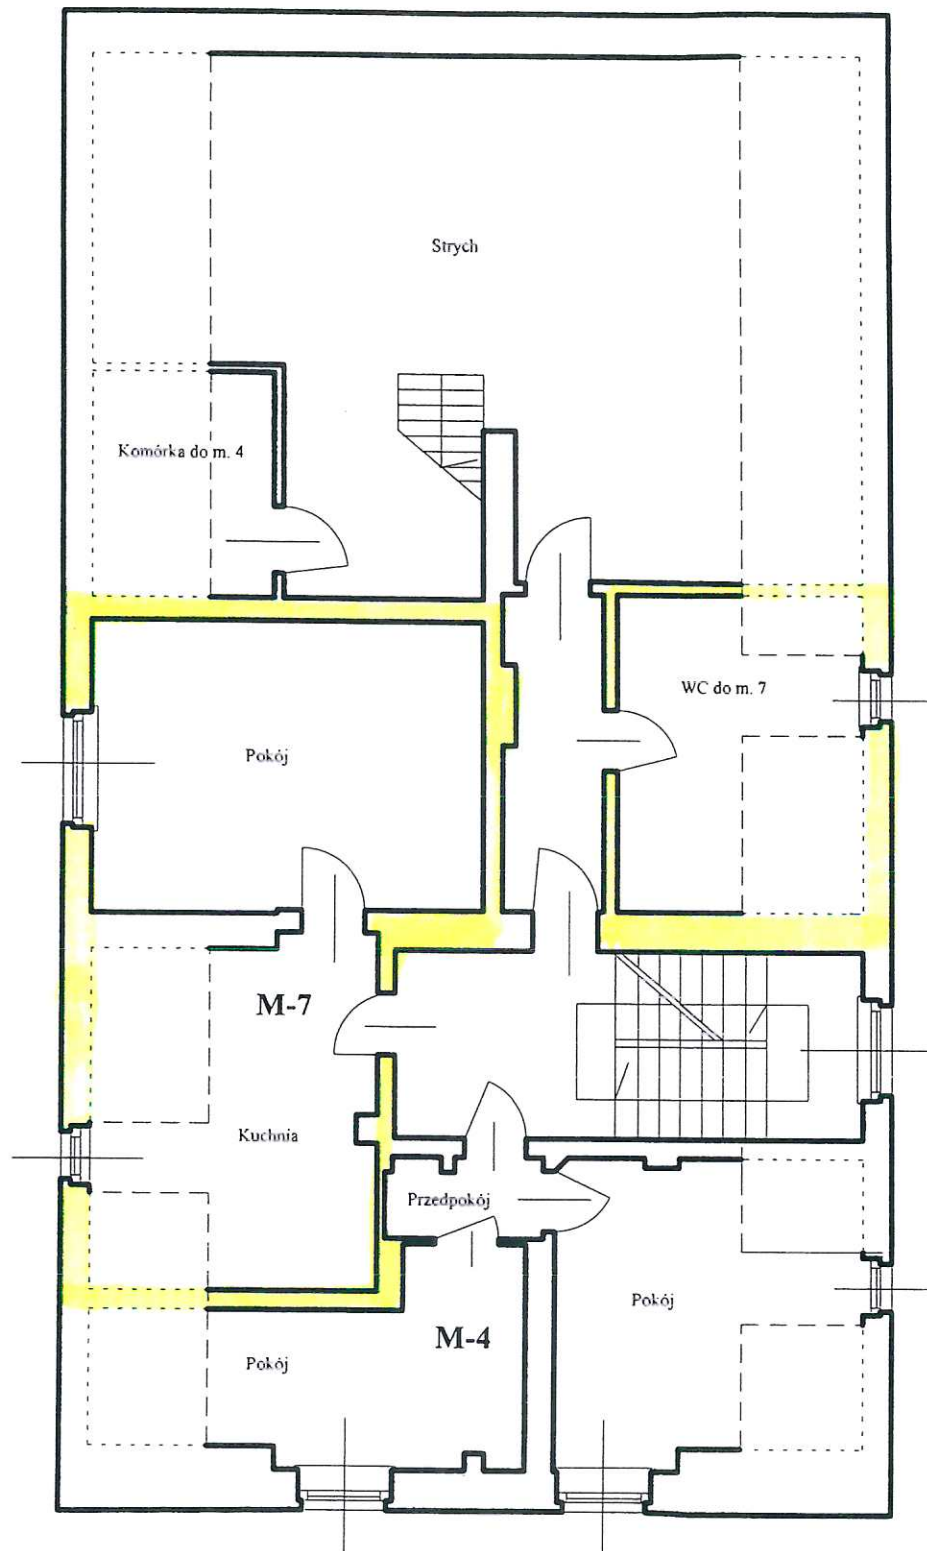 Strych
Komórka do m. 4
WC do m. 7
Pokój
M-7
Kuchnia
Przedpokój
Pokój
M-4
Pokój